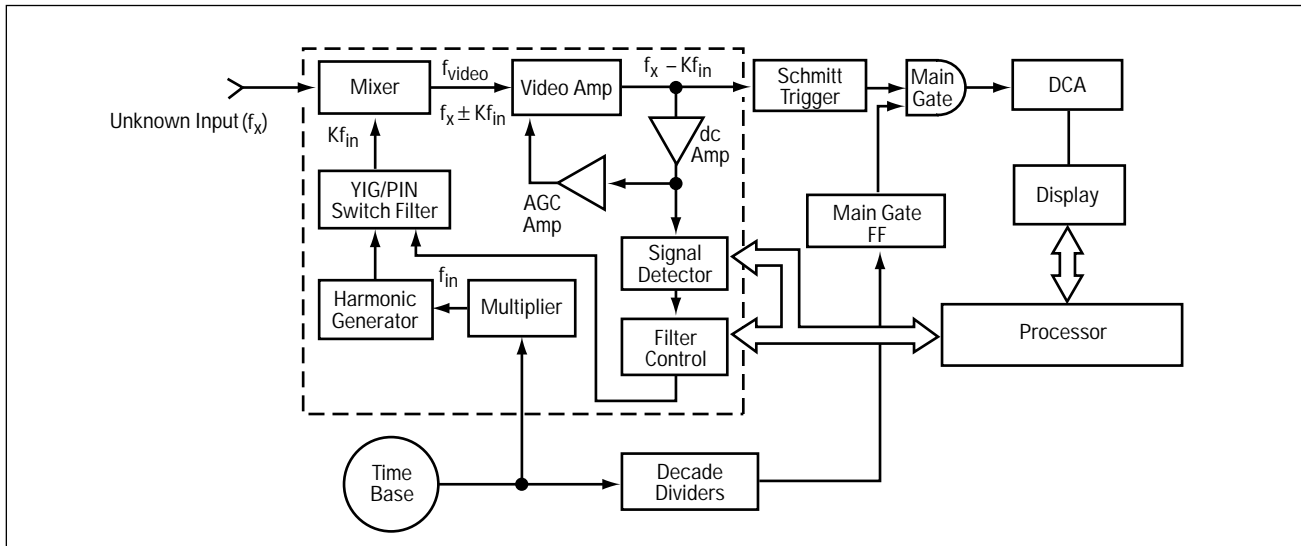 Unknown Input (fx)
Mixer
fvideo
fx ± Kfin
Video Amp
fx – Kfin
Schmitt
Trigger
Main
Gate
DCA
Kfin
dc
Amp
AGC
Amp
YIG/PIN
Switch Filter
Main Gate
FF
Display
Signal
Detector
Harmonic
Generator
fin
Multiplier
Filter
Control
Processor
Time
Base
Decade
Dividers